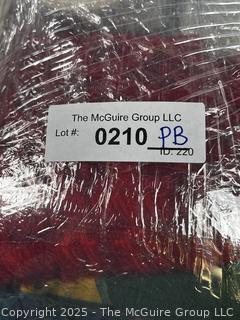 The McGuire Group LLC
Lot #: 0210 PB
ID: 220
Copyright 2025 - The McGuire Group LLC